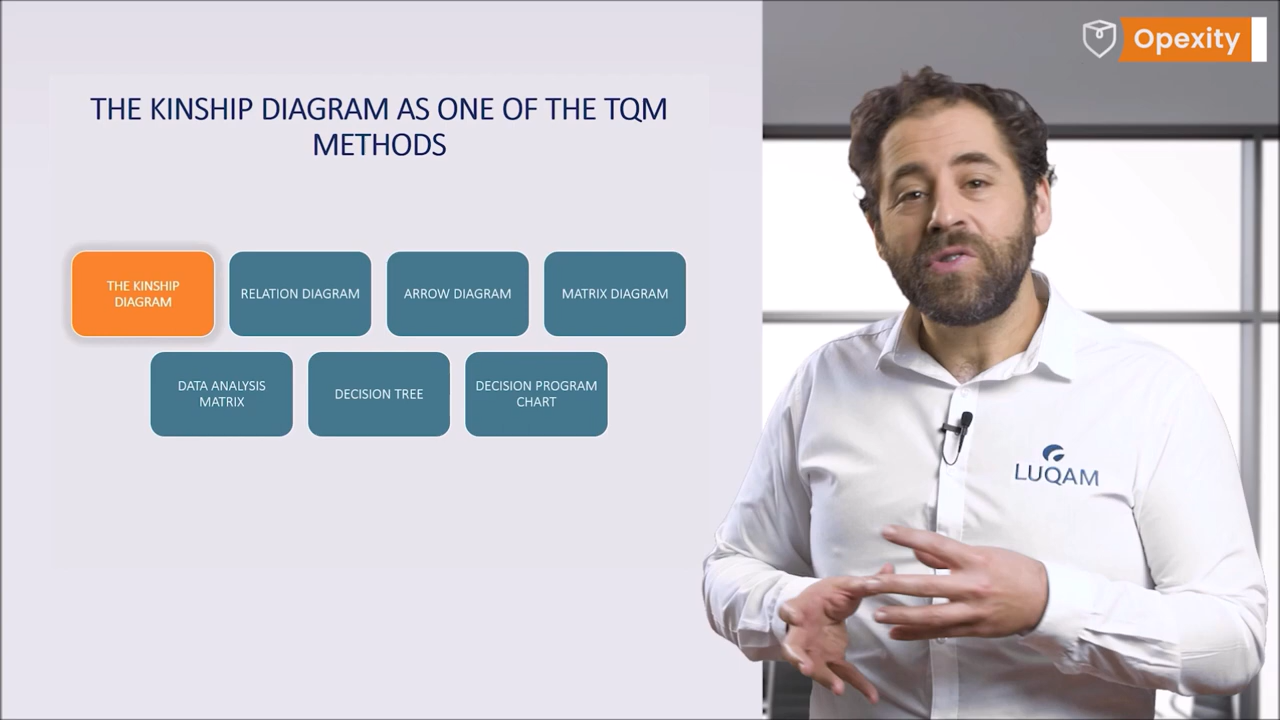 Opexity
THE KINSHIP DIAGRAM AS ONE OF THE TQM
METHODS
THE KINSHIP
DIAGRAM
RELATION DIAGRAM
ARROW DIAGRAM
MATRIX DIAGRAM
DATA ANALYSIS
MATRIX
DECISION TREE
DECISION PROGRAM
CHART
LUQAM